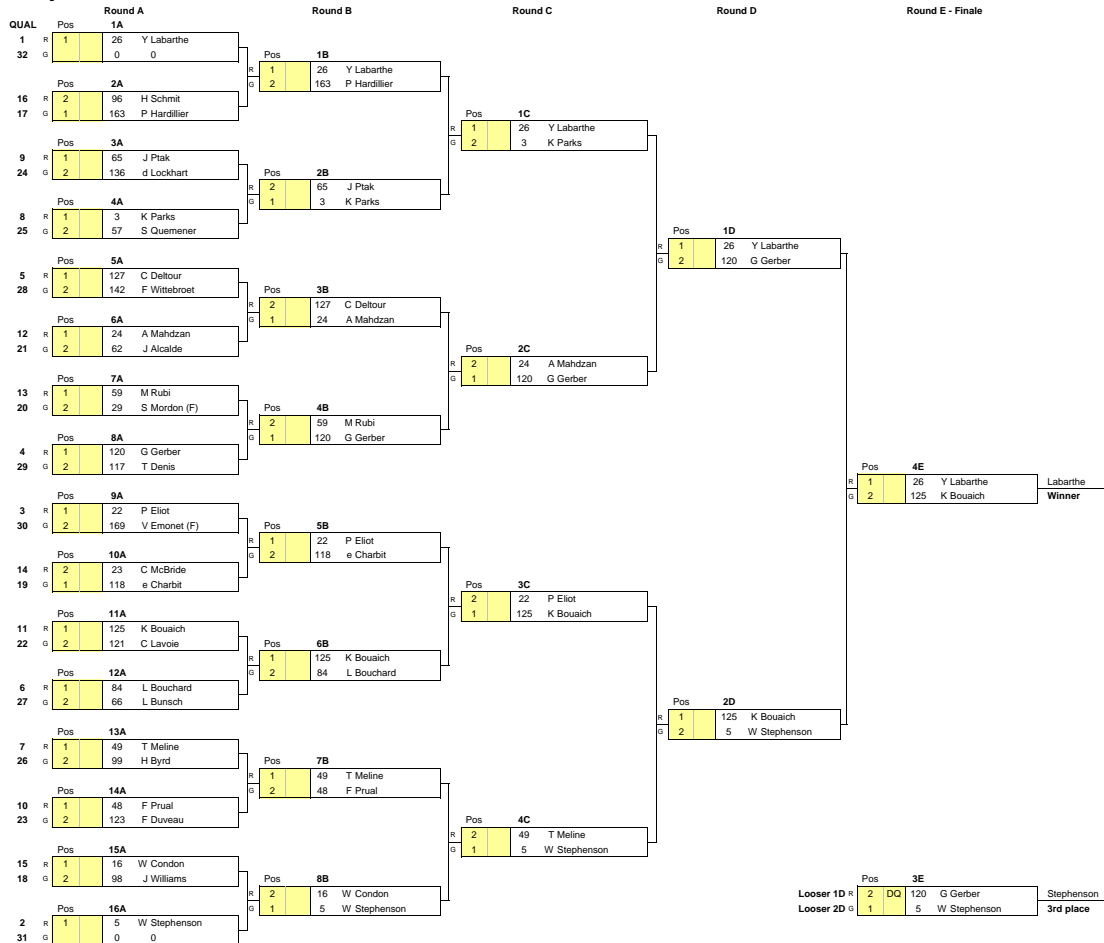 Round A Round B Round C Round D Round E - Finale
QUAL Pos 1A
1 R 1 26 Y Labarthe
32 G 0 0
Pos 1B
R 1 26 Y Labarthe
G 2 163 P Hardillier
Pos 2A
16 R 2 96 H Schmit
17 G 1 163 P Hardillier
Pos 1C
R 1 26 Y Labarthe
G 2 3 K Parks
Pos 3A
9 R 1 65 J Ptak
24 G 2 136 d Lockhart
Pos 2B
R 2 65 J Ptak
G 1 3 K Parks
Pos 4A
8 R 1 3 K Parks
25 G 2 57 S Quemener
Pos 1D
R 1 26 Y Labarthe
G 2 120 G Gerber
Pos 5A
5 R 1 127 C Deltour
28 G 2 142 F Wittebroet
Pos 3B
R 2 127 C Deltour
G 1 24 A Mahdzan
Pos 6A
12 R 1 24 A Mahdzan
21 G 2 62 J Alcalde
Pos 2C
R 2 24 A Mahdzan
G 1 120 G Gerber
Pos 7A
13 R 1 59 M Rubi
20 G 2 29 S Mordon (F)
Pos 4B
R 2 59 M Rubi
G 1 120 G Gerber
Pos 8A
4 R 1 120 G Gerber
29 G 2 117 T Denis
Pos 4E
R 1 26 Y Labarthe Labarthe
G 2 125 K Bouaich Winner
Pos 9A
3 R 1 22 P Eliot
30 G 2 169 V Emonet (F)
Pos 5B
R 1 22 P Eliot
G 2 118 e Charbit
Pos 10A
14 R 2 23 C McBride
19 G 1 118 e Charbit
Pos 3C
R 2 22 P Eliot
G 1 125 K Bouaich
Pos 11A
11 R 1 125 K Bouaich
22 G 2 121 C Lavoie
Pos 6B
R 1 125 K Bouaich
G 2 84 L Bouchard
Pos 12A
6 R 1 84 L Bouchard
27 G 2 66 L Bunsch
Pos 2D
R 1 125 K Bouaich
G 2 5 W Stephenson
Pos 13A
7 R 1 49 T Meline
26 G 2 99 H Byrd
Pos 7B
R 1 49 T Meline
G 2 48 F Prual
Pos 14A
10 R 1 48 F Prual
23 G 2 123 F Duveau
Pos 4C
R 2 49 T Meline
G 1 5 W Stephenson
Pos 15A
15 R 1 16 W Condon
18 G 2 98 J Williams
Pos 8B
R 2 16 W Condon
G 1 5 W Stephenson
Pos 3E
Looser 1D R 2 DQ 120 G Gerber Stephenson
Looser 2D G 1 5 W Stephenson 3rd place
Pos 16A
2 R 1 5 W Stephenson
31 G 0 0